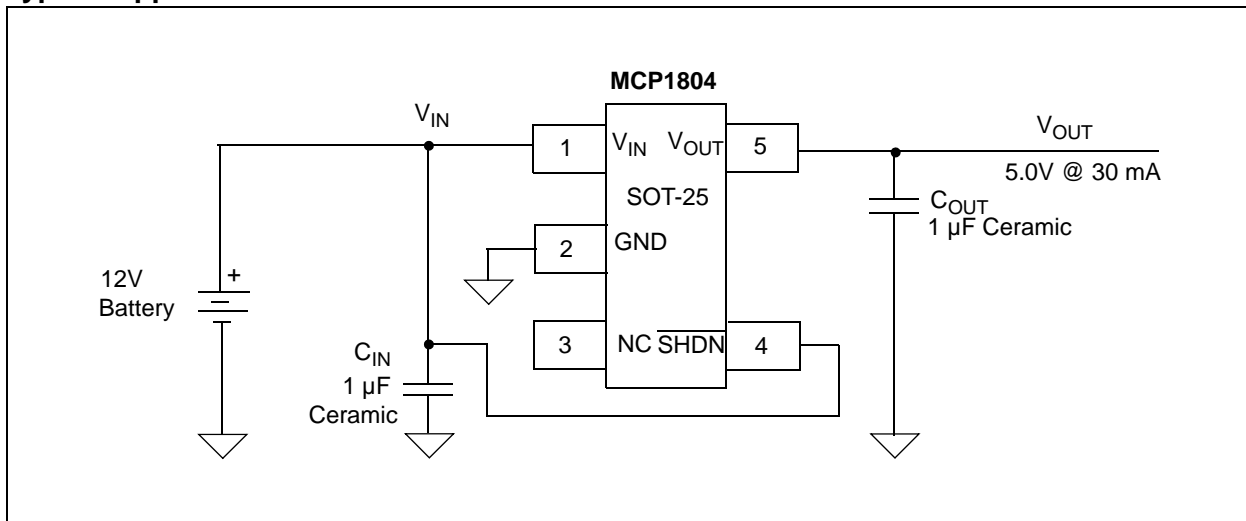 MCP1804
V_IN
1
V_IN
V_OUT
5
V_OUT
5.0V @ 30 mA
SOT-25
C_OUT
1 µF Ceramic
2
GND
12V
Battery
+
3
NC
SHDN
4
C_IN
1 µF
Ceramic